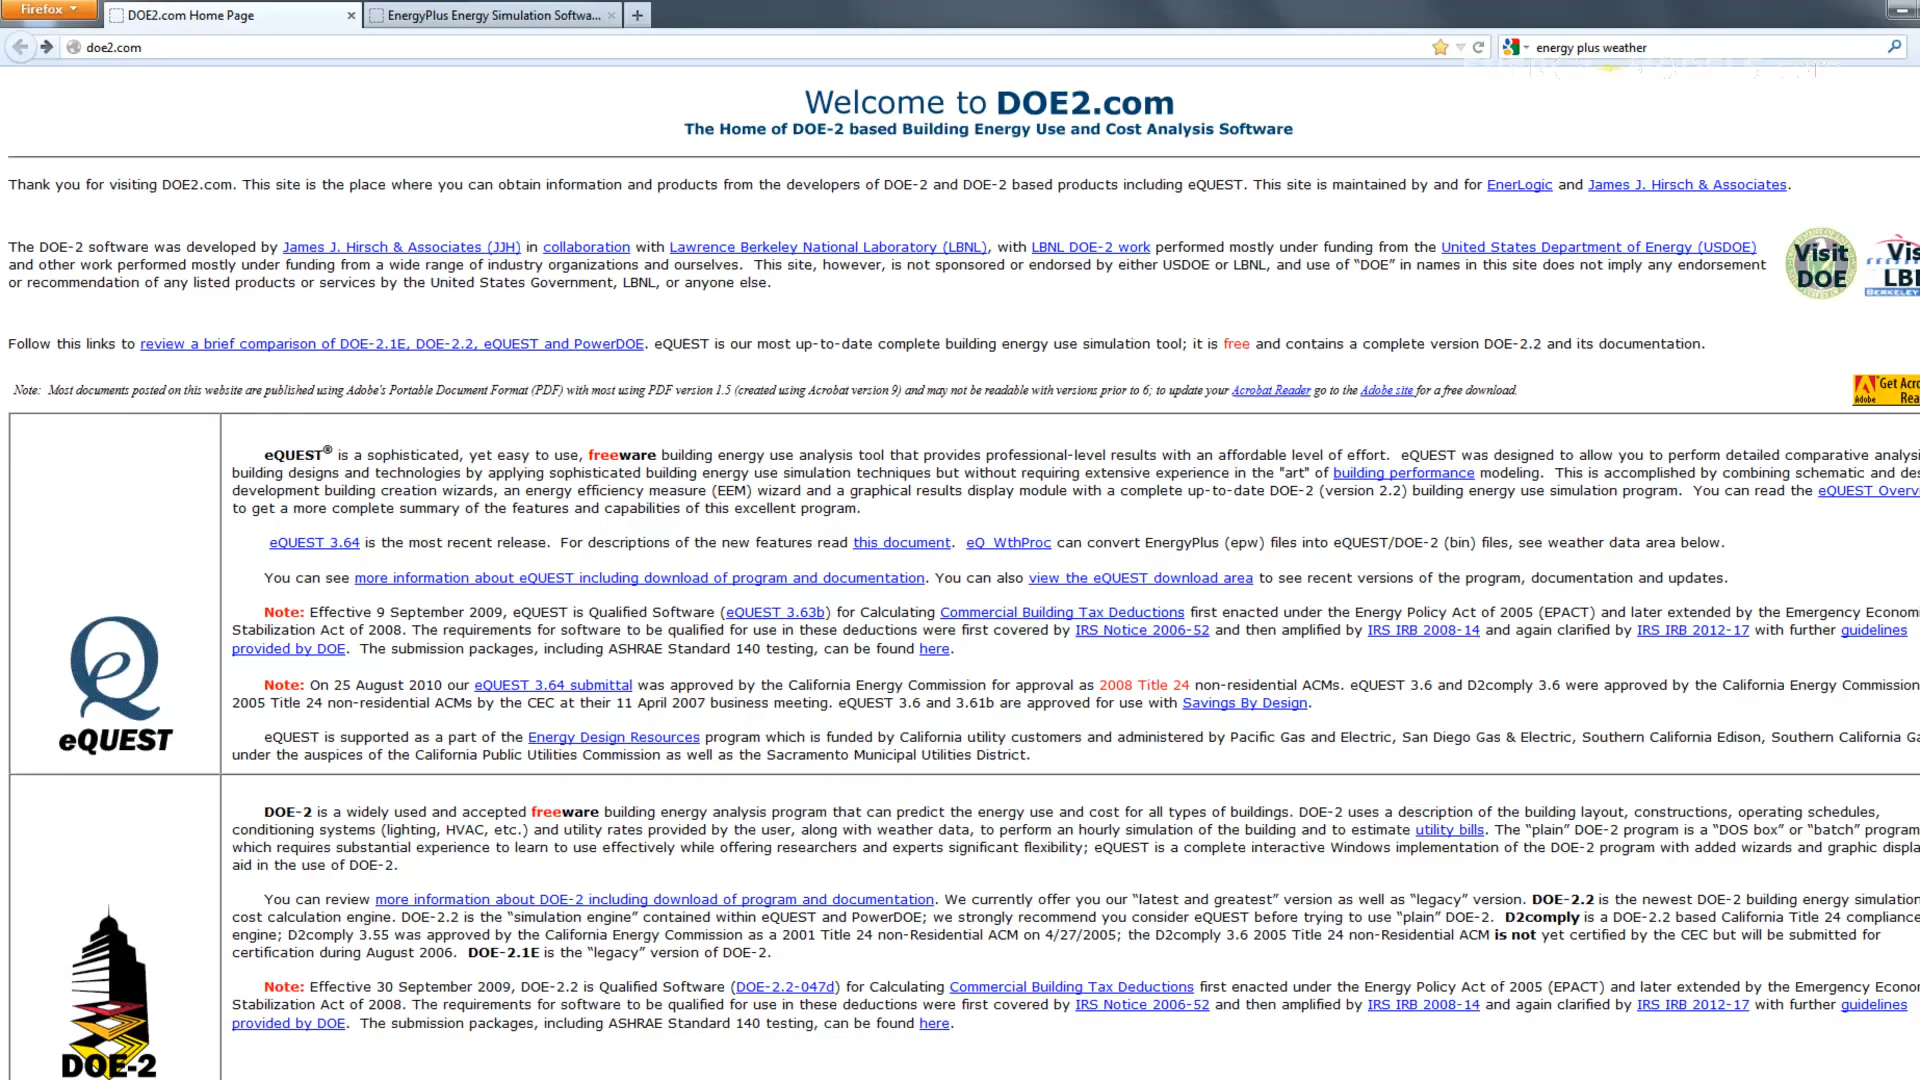 Firefox
DOE2.com Home Page
EnergyPlus Energy Simulation Softwa...
doe2.com
energy plus weather
Welcome to DOE2.com
The Home of DOE-2 based Building Energy Use and Cost Analysis Software
Thank you for visiting DOE2.com. This site is the place where you can obtain information and products from the developers of DOE-2 and DOE-2 based products including eQUEST. This site is maintained by and for EnerLogic and James J. Hirsch & Associates.
The DOE-2 software was developed by James J. Hirsch & Associates (JJH) in collaboration with Lawrence Berkeley National Laboratory (LBNL), with LBNL DOE-2 work performed mostly under funding from the United States Department of Energy (USDOE)
and other work performed mostly under funding from a wide range of industry organizations and ourselves. This site, however, is not sponsored or endorsed by either USDOE or LBNL, and use of “DOE” in names in this site does not imply any endorsement
or recommendation of any listed products or services by the United States Government, LBNL, or anyone else.
Visit
DOE
Vis
LBI
BERKELEY
Follow this links to review a brief comparison of DOE-2.1E, DOE-2.2, eQUEST and PowerDOE. eQUEST is our most up-to-date complete building energy use simulation tool; it is free and contains a complete version DOE-2.2 and its documentation.
Note: Most documents posted on this website are published using Adobe's Portable Document Format (PDF) with most using PDF version 1.5 (created using Acrobat version 9) and may not be readable with versions prior to 6; to update your Acrobat Reader go to the Adobe site for a free download.
Get Acro
Adobe Rea
eQUEST® is a sophisticated, yet easy to use, freeware building energy use analysis tool that provides professional-level results with an affordable level of effort. eQUEST was designed to allow you to perform detailed comparative analysi
building designs and technologies by applying sophisticated building energy use simulation techniques but without requiring extensive experience in the "art" of building performance modeling. This is accomplished by combining schematic and des
development building creation wizards, an energy efficiency measure (EEM) wizard and a graphical results display module with a complete up-to-date DOE-2 (version 2.2) building energy use simulation program. You can read the eQUEST Overvi
to get a more complete summary of the features and capabilities of this excellent program.
eQUEST 3.64 is the most recent release. For descriptions of the new features read this document. eQ_WthProc can convert EnergyPlus (epw) files into eQUEST/DOE-2 (bin) files, see weather data area below.
You can see more information about eQUEST including download of program and documentation. You can also view the eQUEST download area to see recent versions of the program, documentation and updates.
Note: Effective 9 September 2009, eQUEST is Qualified Software (eQUEST 3.63b) for Calculating Commercial Building Tax Deductions first enacted under the Energy Policy Act of 2005 (EPACT) and later extended by the Emergency Econom
Stabilization Act of 2008. The requirements for software to be qualified for use in these deductions were first covered by IRS Notice 2006-52 and then amplified by IRS IRB 2008-14 and again clarified by IRS IRB 2012-17 with further guidelines
provided by DOE. The submission packages, including ASHRAE Standard 140 testing, can be found here.
Note: On 25 August 2010 our eQUEST 3.64 submittal was approved by the California Energy Commission for approval as 2008 Title 24 non-residential ACMs. eQUEST 3.6 and D2comply 3.6 were approved by the California Energy Commission
2005 Title 24 non-residential ACMs by the CEC at their 11 April 2007 business meeting. eQUEST 3.6 and 3.61b are approved for use with Savings By Design.
eQUEST is supported as a part of the Energy Design Resources program which is funded by California utility customers and administered by Pacific Gas and Electric, San Diego Gas & Electric, Southern California Edison, Southern California Ga
under the auspices of the California Public Utilities Commission as well as the Sacramento Municipal Utilities District.
eQUEST
DOE-2 is a widely used and accepted freeware building energy analysis program that can predict the energy use and cost for all types of buildings. DOE-2 uses a description of the building layout, constructions, operating schedules,
conditioning systems (lighting, HVAC, etc.) and utility rates provided by the user, along with weather data, to perform an hourly simulation of the building and to estimate utility bills. The “plain” DOE-2 program is a “DOS box” or “batch” program
which requires substantial experience to learn to use effectively while offering researchers and experts significant flexibility; eQUEST is a complete interactive Windows implementation of the DOE-2 program with added wizards and graphic displa
aid in the use of DOE-2.
You can review more information about DOE-2 including download of program and documentation. We currently offer you our “latest and greatest” version as well as “legacy” version. DOE-2.2 is the newest DOE-2 building energy simulation
cost calculation engine. DOE-2.2 is the “simulation engine” contained within eQUEST and PowerDOE; we strongly recommend you consider eQUEST before trying to use “plain” DOE-2. D2comply is a DOE-2.2 based California Title 24 compliance
engine; D2comply 3.55 was approved by the California Energy Commission as a 2001 Title 24 non-Residential ACM on 4/27/2005; the D2comply 3.6 2005 Title 24 non-Residential ACM is not yet certified by the CEC but will be submitted for
certification during August 2006. DOE-2.1E is the “legacy” version of DOE-2.
Note: Effective 30 September 2009, DOE-2.2 is Qualified Software (DOE-2.2-047d) for Calculating Commercial Building Tax Deductions first enacted under the Energy Policy Act of 2005 (EPACT) and later extended by the Emergency Econo
Stabilization Act of 2008. The requirements for software to be qualified for use in these deductions were first covered by IRS Notice 2006-52 and then amplified by IRS IRB 2008-14 and again clarified by IRS IRB 2012-17 with further guidelines
provided by DOE. The submission packages, including ASHRAE Standard 140 testing, can be found here.
DOE-2